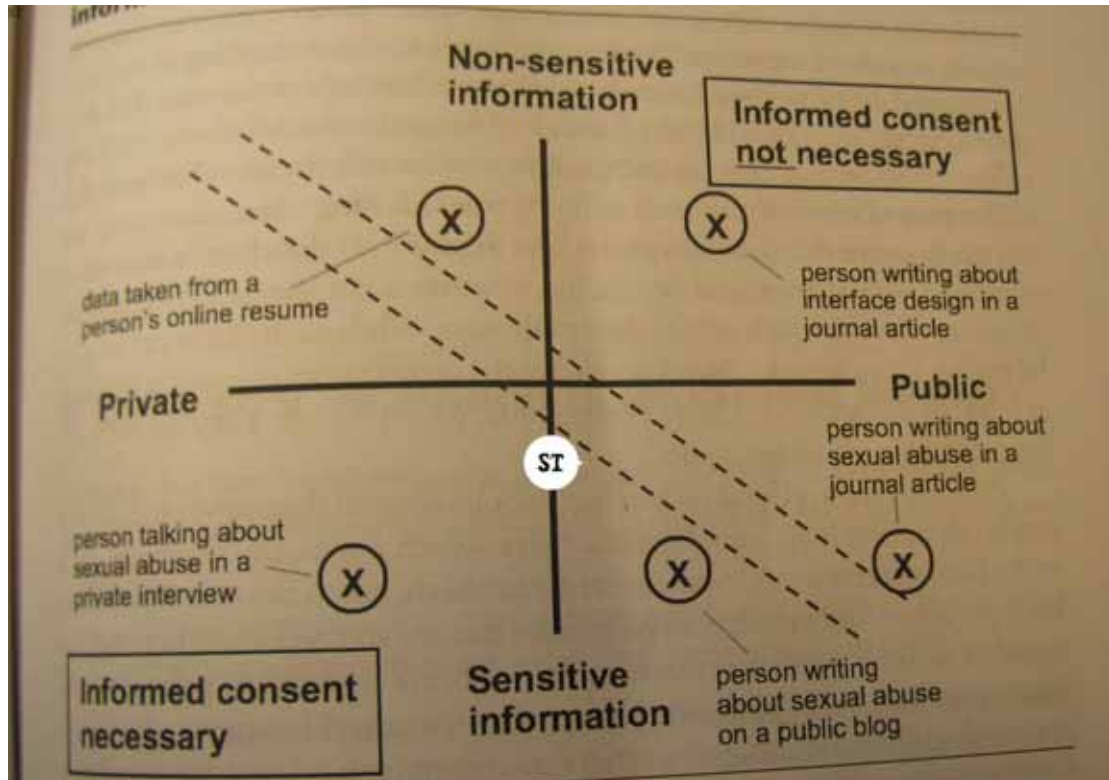 Non-sensitive
information
Informed consent
not necessary
X
X
data taken from a
person's online resume
person writing about
interface design in a
journal article
Private
Public
person writing about
sexual abuse in a
journal article
ST
person talking about
sexual abuse in a
private interview
X
X
X
Informed consent
necessary
Sensitive
information
person writing
about sexual abuse
on a public blog